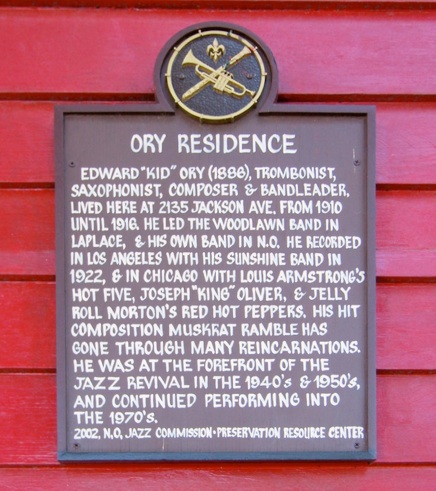 ORY RESIDENCE
EDWARD "KID" ORY (1886), TROMBONIST,
SAXOPHONIST, COMPOSER & BANDLEADER,
LIVED HERE AT 2135 JACKSON AVE. FROM 1910
UNTIL 1916. HE LED THE WOODLAWN BAND IN
LAPLACE, & HIS OWN BAND IN N.O. HE RECORDED
IN LOS ANGELES WITH HIS SUNSHINE BAND IN
1922, & IN CHICAGO WITH LOUIS ARMSTRONG'S
HOT FIVE, JOSEPH "KING" OLIVER, & JELLY
ROLL MORTON'S RED HOT PEPPERS. HIS HIT
COMPOSITION MUSKRAT RAMBLE HAS
GONE THROUGH MANY REINCARNATIONS.
HE WAS AT THE FOREFRONT OF THE
JAZZ REVIVAL IN THE 1940's & 1950's,
AND CONTINUED PERFORMING INTO
THE 1970's.
2002, N.O. JAZZ COMMISSION • PRESERVATION RESOURCE CENTER